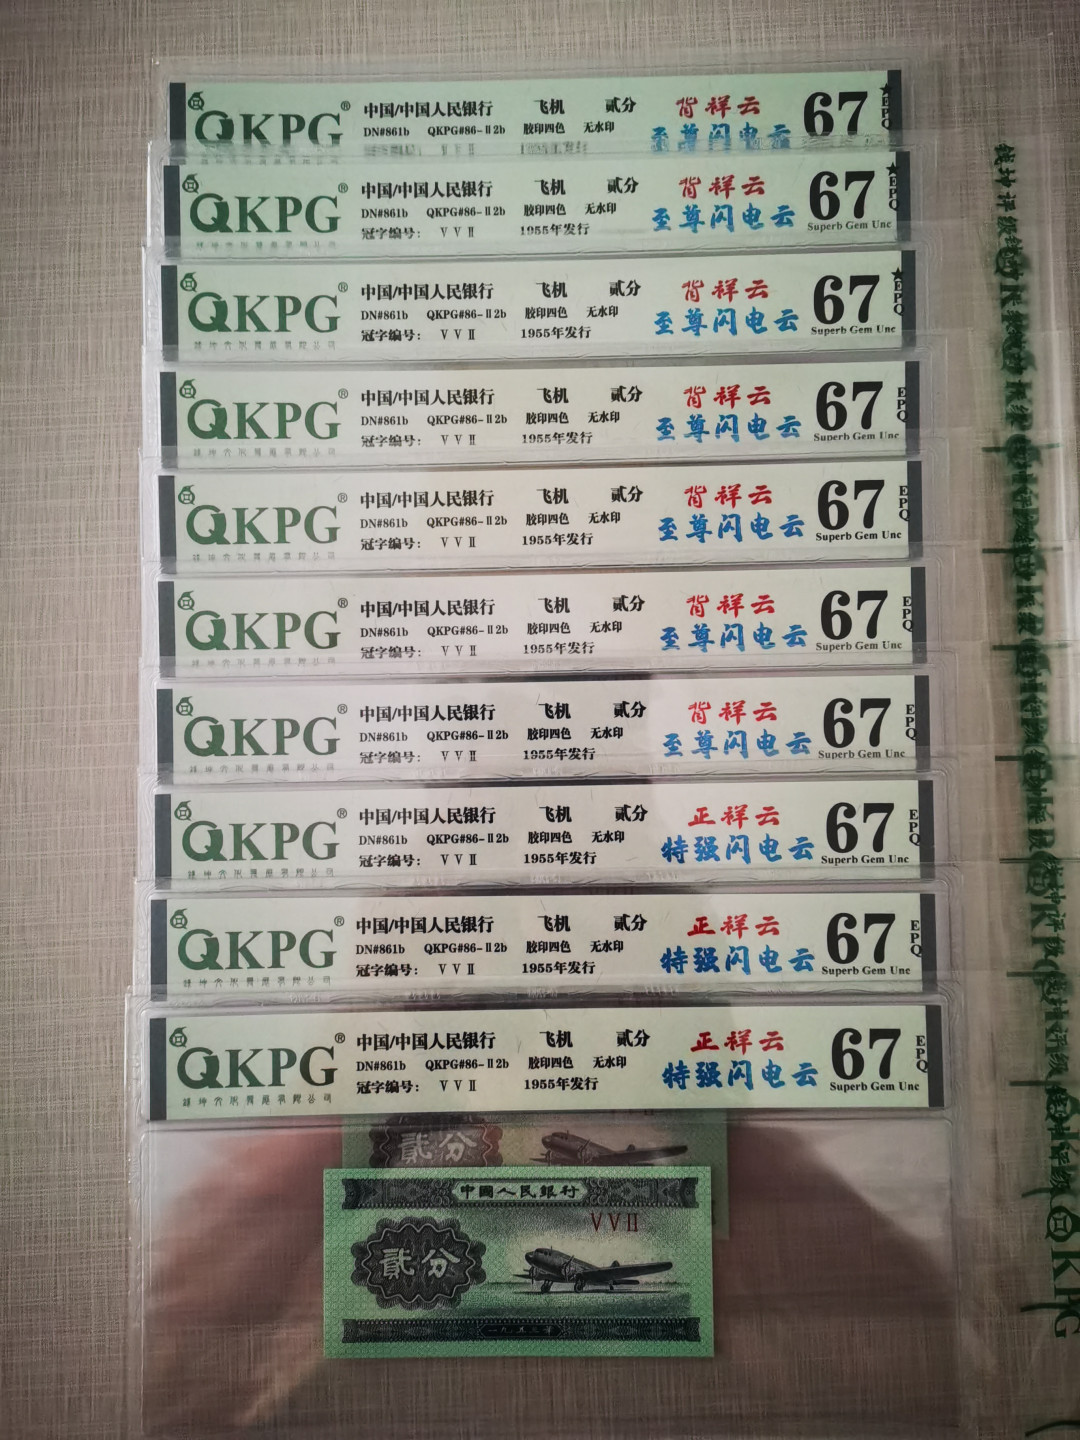 QKPG®
中国/中国人民银行 飞机 贰分 背祥云 67 ★EPQ
DN#861b QKPG#86-Ⅱ2b 胶印四色 无水印 至尊闪电云
QKPG®
中国/中国人民银行 飞机 贰分 背祥云 67 ★EPQ
DN#861b QKPG#86-Ⅱ2b 胶印四色 无水印 至尊闪电云
冠字编号: ⅤⅤⅡ 1955年发行 Superb Gem Unc
QKPG®
中国/中国人民银行 飞机 贰分 背祥云 67 ★EPQ
DN#861b QKPG#86-Ⅱ2b 胶印四色 无水印 至尊闪电云
冠字编号: ⅤⅤⅡ 1955年发行 Superb Gem Unc
QKPG®
中国/中国人民银行 飞机 贰分 背祥云 67 EPQ
DN#861b QKPG#86-Ⅱ2b 胶印四色 无水印 至尊闪电云
冠字编号: ⅤⅤⅡ 1955年发行 Superb Gem Unc
QKPG®
中国/中国人民银行 飞机 贰分 背祥云 67 EPQ
DN#861b QKPG#86-Ⅱ2b 胶印四色 无水印 至尊闪电云
冠字编号: ⅤⅤⅡ 1955年发行 Superb Gem Unc
QKPG®
中国/中国人民银行 飞机 贰分 背祥云 67 EPQ
DN#861b QKPG#86-Ⅱ2b 胶印四色 无水印 至尊闪电云
冠字编号: ⅤⅤⅡ 1955年发行 Superb Gem Unc
QKPG®
中国/中国人民银行 飞机 贰分 背祥云 67 EPQ
DN#861b QKPG#86-Ⅱ2b 胶印四色 无水印 至尊闪电云
冠字编号: ⅤⅤⅡ 1955年发行 Superb Gem Unc
QKPG®
中国/中国人民银行 飞机 贰分 正祥云 67 EPQ
DN#861b QKPG#86-Ⅱ2b 胶印四色 无水印 特强闪电云
冠字编号: ⅤⅤⅡ 1955年发行 Superb Gem Unc
QKPG®
中国/中国人民银行 飞机 贰分 正祥云 67 EPQ
DN#861b QKPG#86-Ⅱ2b 胶印四色 无水印 特强闪电云
冠字编号: ⅤⅤⅡ 1955年发行 Superb Gem Unc
QKPG®
中国/中国人民银行 飞机 贰分 正祥云 67 EPQ
DN#861b QKPG#86-Ⅱ2b 胶印四色 无水印 特强闪电云
冠字编号: ⅤⅤⅡ 1955年发行 Superb Gem Unc
貳分
中國人民銀行
ⅤⅤⅡ
貳分
一九五三年
QKPG